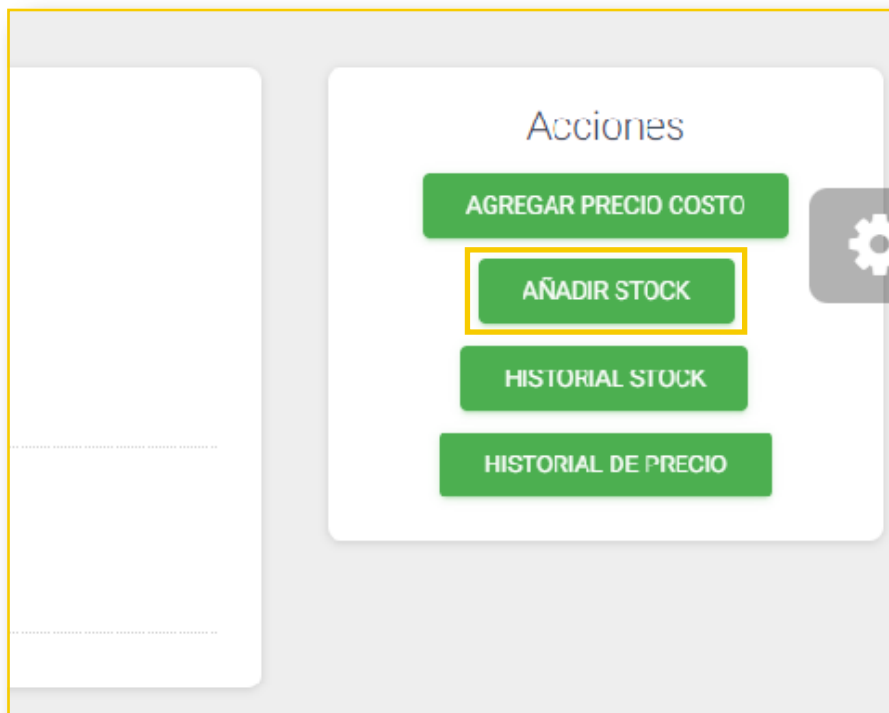 Acciones
AGREGAR PRECIO COSTO
AÑADIR STOCK
HISTORIAL STOCK
HISTORIAL DE PRECIO